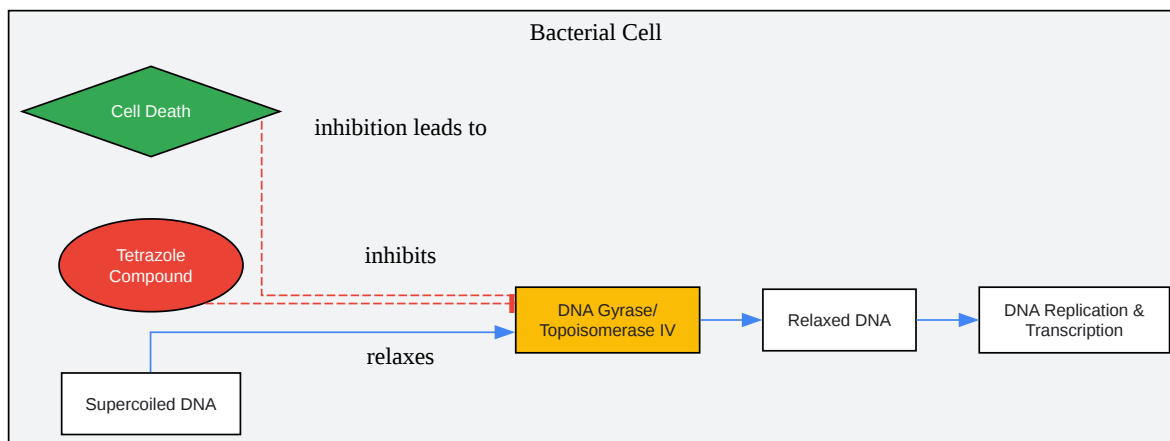 Bacterial Cell
Cell Death
inhibition leads to
Tetrazole
Compound
inhibits
DNA Gyrase/
Topoisomerase IV
Relaxed DNA
DNA Replication &
Transcription
relaxes
Supercoiled DNA